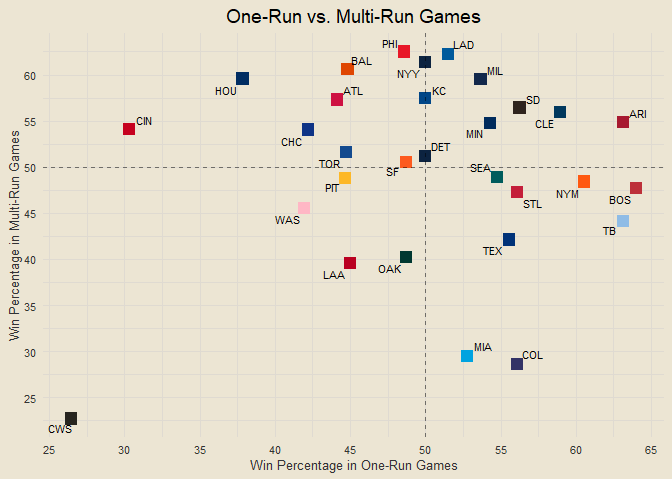 One-Run vs. Multi-Run Games
PHI
LAD
BAL
NYY
MIL
HOU
ATL
KC
SD
CIN
CHC
MIN
CLE
ARI
TOR
SF
DET
PIT
SEA
STL
NYM
BOS
WAS
TB
TEX
LAA
OAK
MIA
COL
CWS
60
55
50
45
40
35
30
25
Win Percentage in Multi-Run Games
25 30 35 40 45 50 55 60 65
Win Percentage in One-Run Games